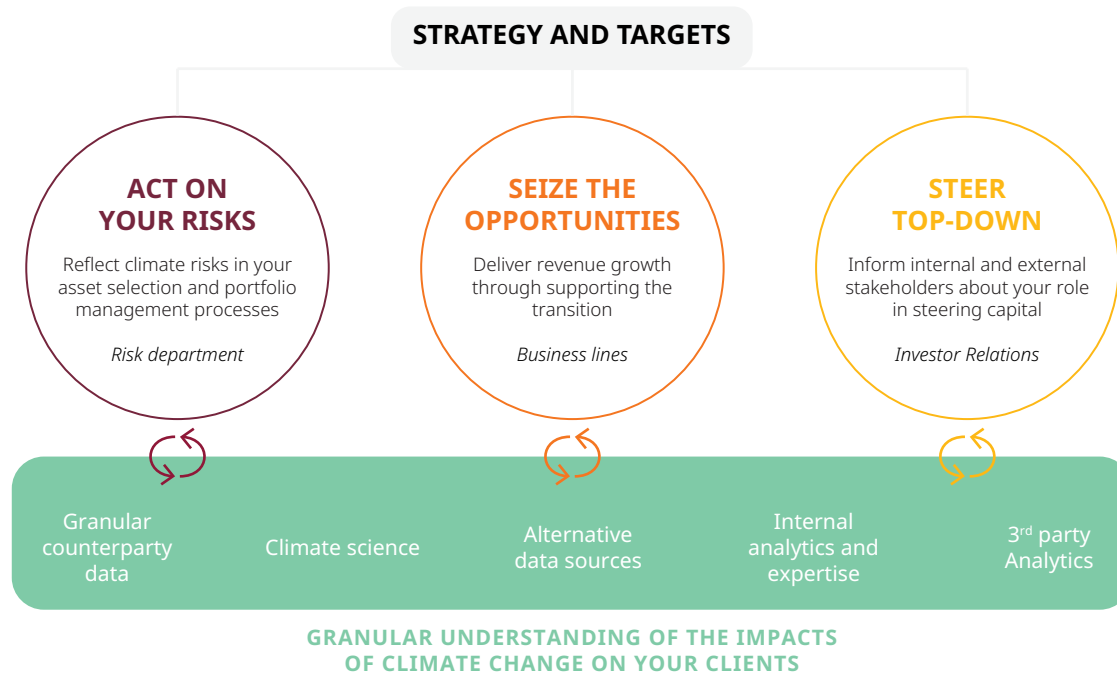 STRATEGY AND TARGETS
ACT ON
YOUR RISKS
Reflect climate risks in your
asset selection and portfolio
management processes
Risk department
SEIZE THE
OPPORTUNITIES
Deliver revenue growth
through supporting the
transition
Business lines
STEER
TOP-DOWN
Inform internal and external
stakeholders about your role
in steering capital
Investor Relations
Granular
counterparty
data
Climate science
Alternative
data sources
Internal
analytics and
expertise
3rd party
Analytics
GRANULAR UNDERSTANDING OF THE IMPACTS
OF CLIMATE CHANGE ON YOUR CLIENTS